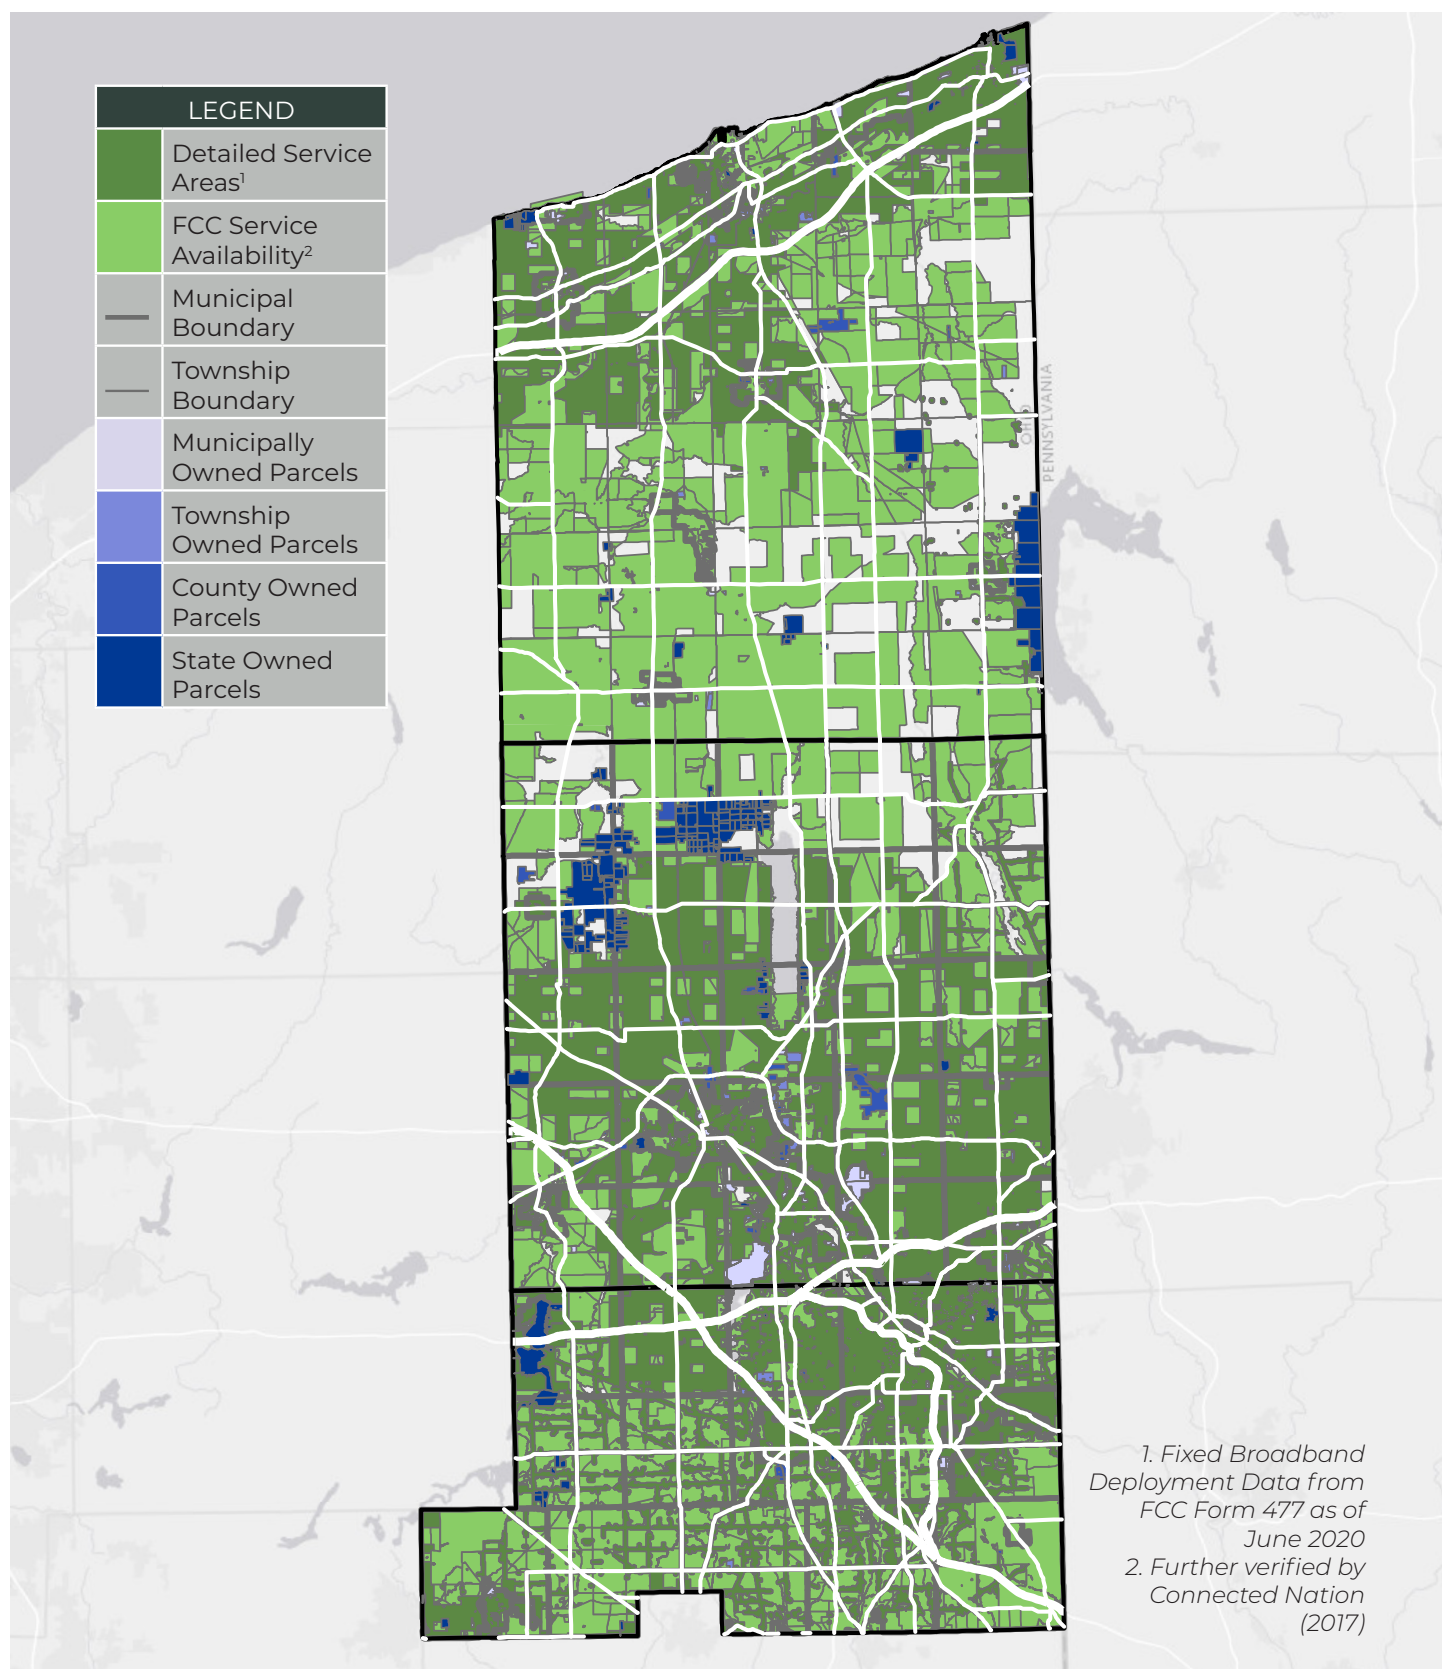 LEGEND
Detailed Service
Areas¹
FCC Service
Availability²
Municipal
Boundary
Township
Boundary
Municipally
Owned Parcels
Township
Owned Parcels
County Owned
Parcels
State Owned
Parcels
OHIO
PENNSYLVANIA
1. Fixed Broadband
Deployment Data from
FCC Form 477 as of
June 2020
2. Further verified by
Connected Nation
(2017)